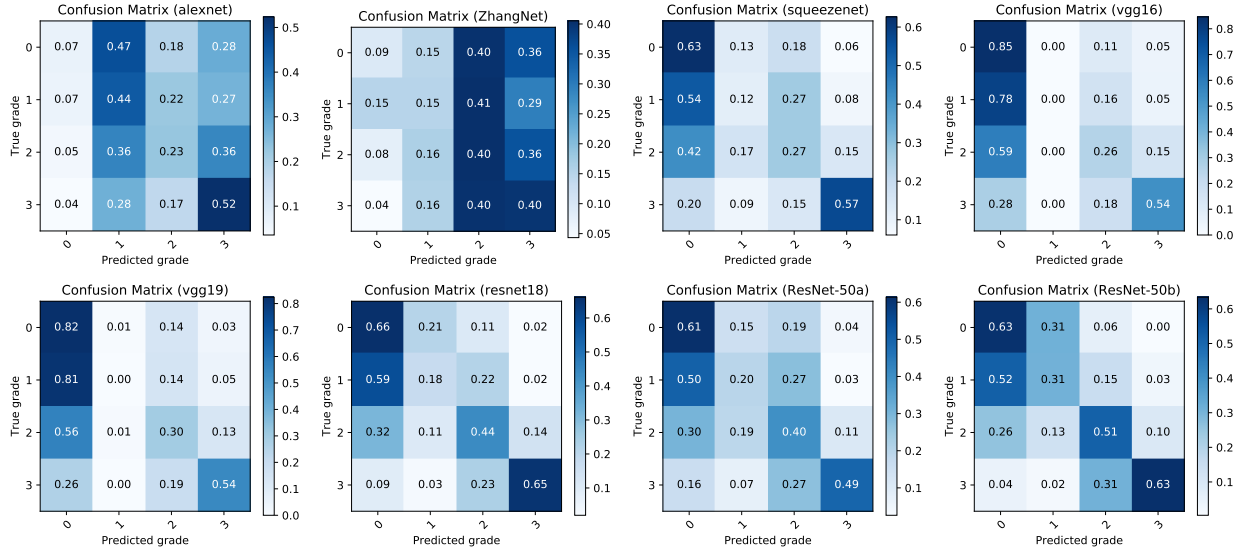 Confusion Matrix (alexnet)
True grade
0 0.07 0.47 0.18 0.28
1 0.07 0.44 0.22 0.27
2 0.05 0.36 0.23 0.36
3 0.04 0.28 0.17 0.52
0 1 2 3
Predicted grade
0.5
0.4
0.3
0.2
0.1
Confusion Matrix (ZhangNet)
True grade
0 0.09 0.15 0.40 0.36
1 0.15 0.15 0.41 0.29
2 0.08 0.16 0.40 0.36
3 0.04 0.16 0.40 0.40
0 1 2 3
Predicted grade
0.40
0.35
0.30
0.25
0.20
0.15
0.10
0.05
Confusion Matrix (squeezenet)
True grade
0 0.63 0.13 0.18 0.06
1 0.54 0.12 0.27 0.08
2 0.42 0.17 0.27 0.15
3 0.20 0.09 0.15 0.57
0 1 2 3
Predicted grade
0.6
0.5
0.4
0.3
0.2
0.1
Confusion Matrix (vgg16)
True grade
0 0.85 0.00 0.11 0.05
1 0.78 0.00 0.16 0.05
2 0.59 0.00 0.26 0.15
3 0.28 0.00 0.18 0.54
0 1 2 3
Predicted grade
0.8
0.7
0.6
0.5
0.4
0.3
0.2
0.1
0.0
Confusion Matrix (vgg19)
True grade
0 0.82 0.01 0.14 0.03
1 0.81 0.00 0.14 0.05
2 0.56 0.01 0.30 0.13
3 0.26 0.00 0.19 0.54
0 1 2 3
Predicted grade
0.8
0.7
0.6
0.5
0.4
0.3
0.2
0.1
0.0
Confusion Matrix (resnet18)
True grade
0 0.66 0.21 0.11 0.02
1 0.59 0.18 0.22 0.02
2 0.32 0.11 0.44 0.14
3 0.09 0.03 0.23 0.65
0 1 2 3
Predicted grade
0.6
0.5
0.4
0.3
0.2
0.1
Confusion Matrix (ResNet-50a)
True grade
0 0.61 0.15 0.19 0.04
1 0.50 0.20 0.27 0.03
2 0.30 0.19 0.40 0.11
3 0.16 0.07 0.27 0.49
0 1 2 3
Predicted grade
0.6
0.5
0.4
0.3
0.2
0.1
Confusion Matrix (ResNet-50b)
True grade
0 0.63 0.31 0.06 0.00
1 0.52 0.31 0.15 0.03
2 0.26 0.13 0.51 0.10
3 0.04 0.02 0.31 0.63
0 1 2 3
Predicted grade
0.6
0.5
0.4
0.3
0.2
0.1